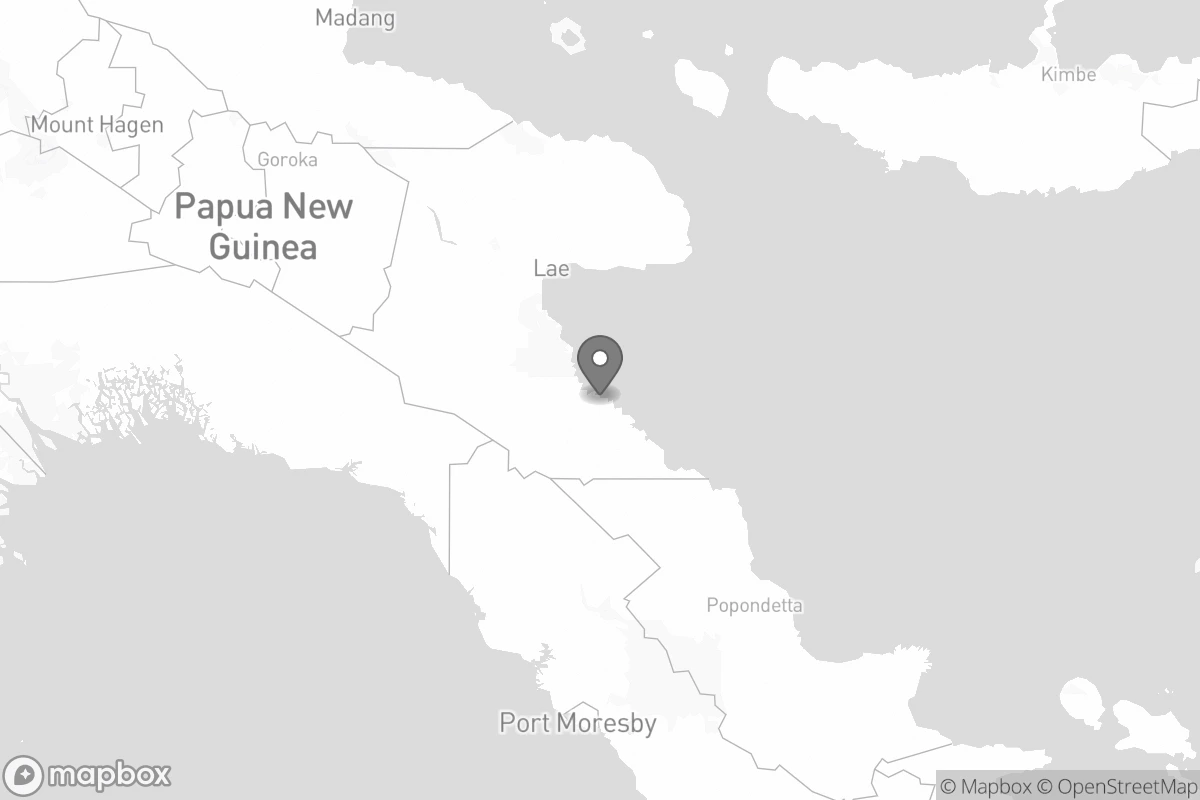 Madang
Kimbe
Mount Hagen
Goroka
Papua New
Guinea
Lae
Popondetta
Port Moresby
mapbox
© Mapbox © OpenStreetMap